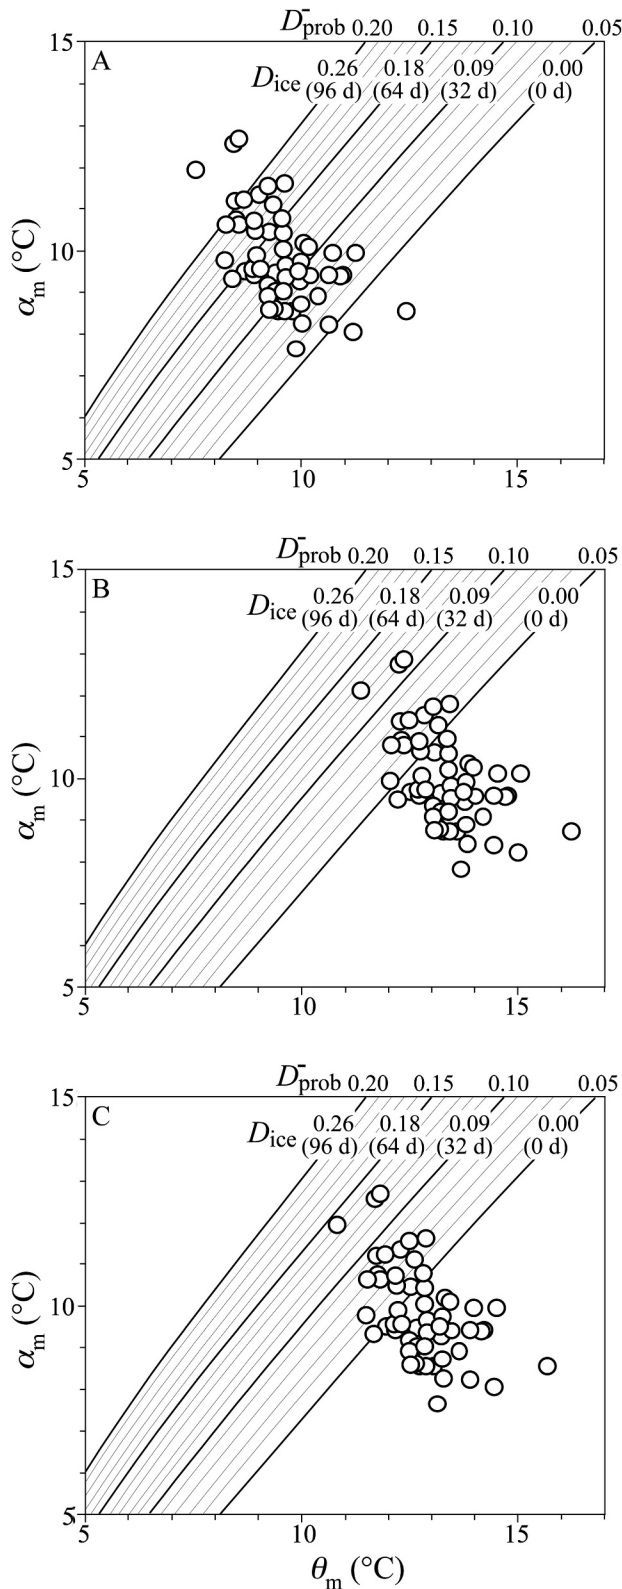 D⁻prob 0.20 0.15 0.10 0.05
15
A
Dice 0.26 0.18 0.09 0.00
(96 d) (64 d) (32 d) (0 d)
10
αm (°C)
5
5 10 15
D⁻prob 0.20 0.15 0.10 0.05
15
B
Dice 0.26 0.18 0.09 0.00
(96 d) (64 d) (32 d) (0 d)
10
αm (°C)
5
5 10 15
D⁻prob 0.20 0.15 0.10 0.05
15
C
Dice 0.26 0.18 0.09 0.00
(96 d) (64 d) (32 d) (0 d)
10
αm (°C)
5
5 10 15
θm (°C)